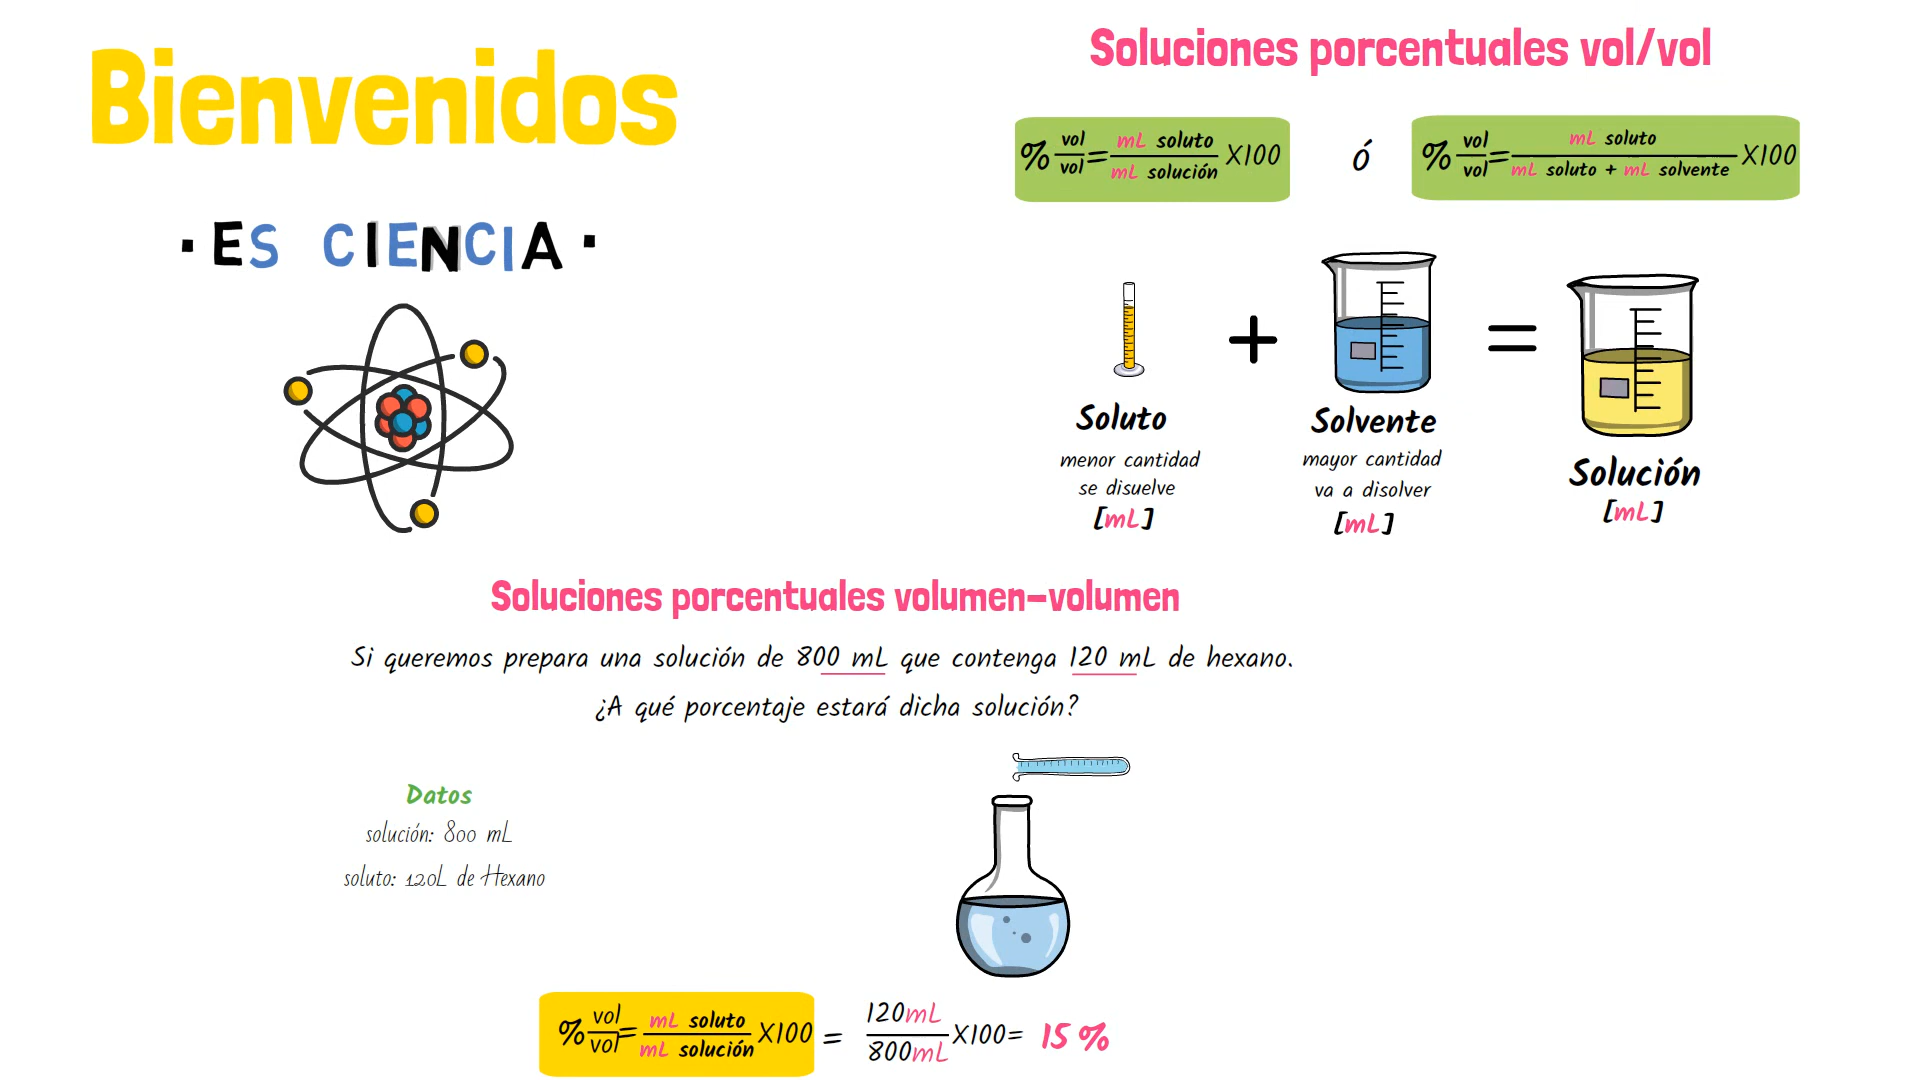 Bienvenidos
· ES CIENCIA ·
Soluciones porcentuales vol/vol
% vol/vol = mL soluto / mL solución X100 ó % vol/vol = mL soluto / mL soluto + mL solvente X100
+ =
Soluto
menor cantidad
se disuelve
[mL]
Solvente
mayor cantidad
va a disolver
[mL]
Solución
[mL]
Soluciones porcentuales volumen-volumen
Si queremos prepara una solución de 800 mL que contenga 120 mL de hexano.
¿A qué porcentaje estará dicha solución?
Datos
solución: 800 mL
soluto: 120L de Hexano
% vol/vol = mL soluto / mL solución X100 = 120mL / 800mL X100= 15 %